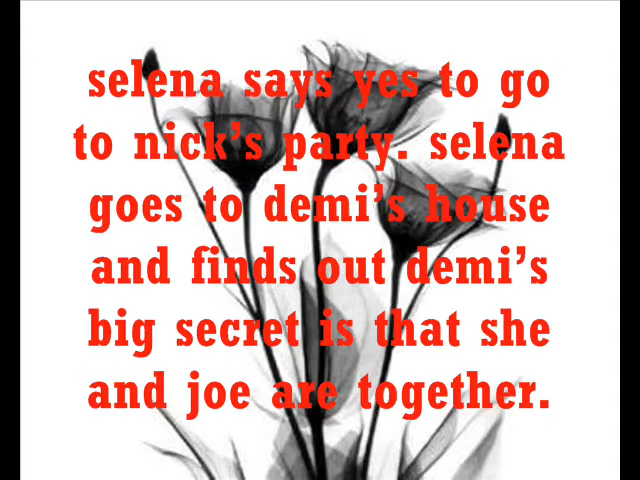 selena says yes to go
to nick's party. selena
goes to demi's house
and finds out demi's
big secret is that she
and joe are together.